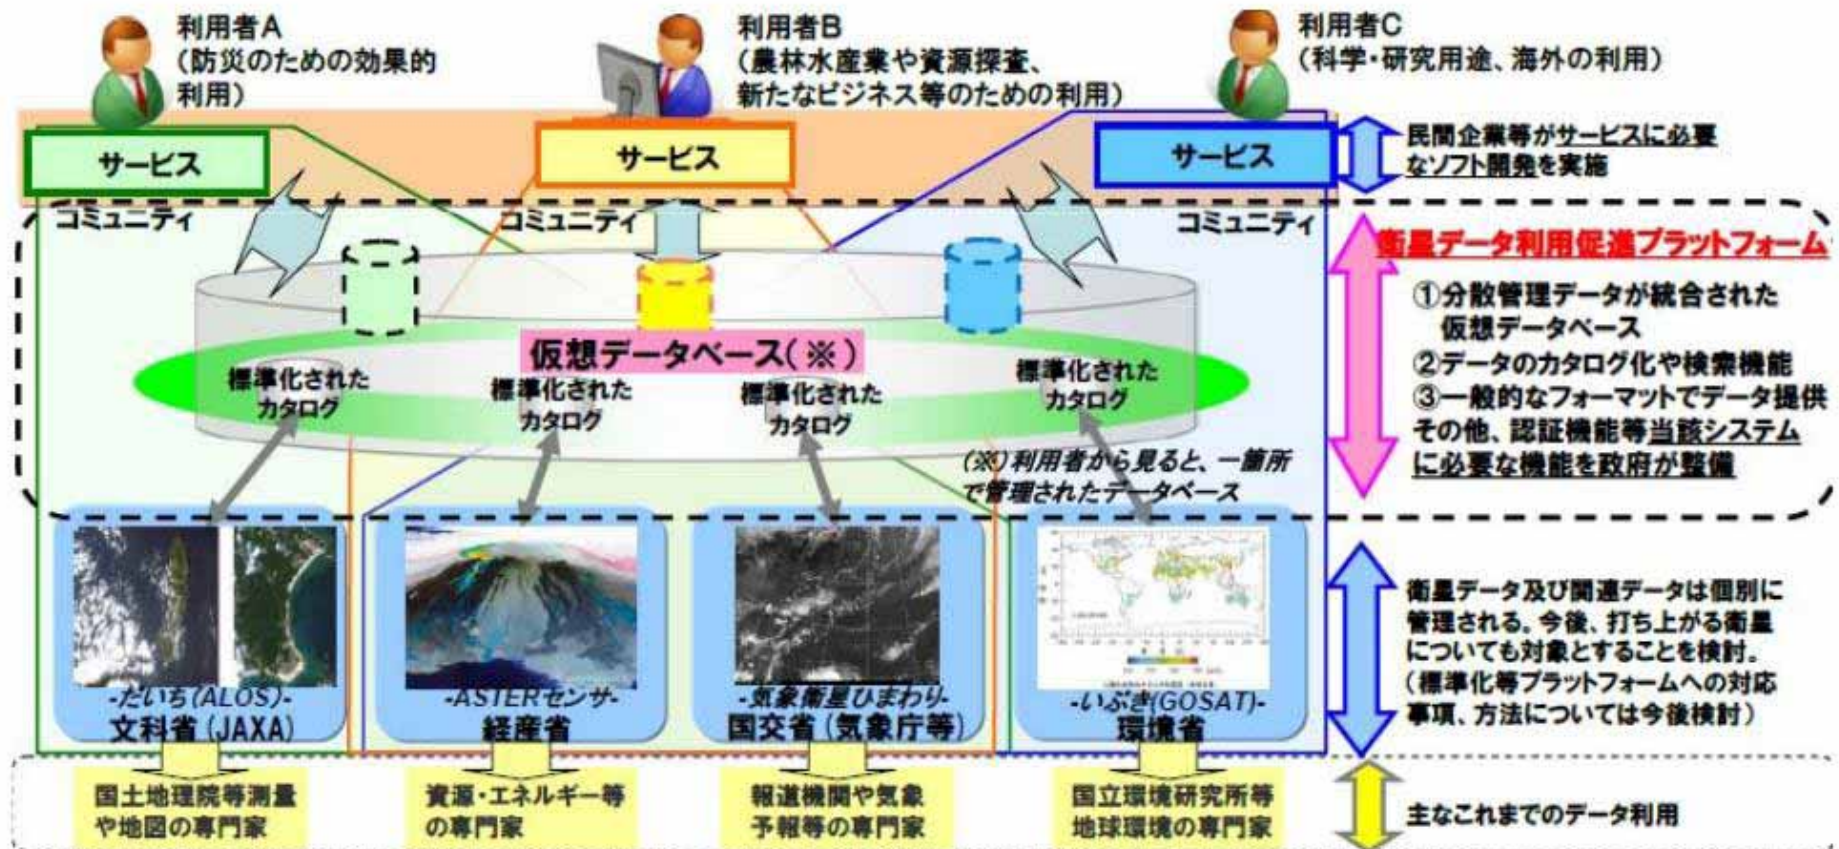 利用者A
(防災のための効果的
利用)
利用者B
(農林水産業や資源探査、
新たなビジネス等のための利用)
利用者C
(科学・研究用途、海外の利用)
サービス
サービス
サービス
民間企業等がサービスに必要
なソフト開発を実施
コミュニティ
コミュニティ
コミュニティ
衛星データ利用促進プラットフォーム
①分散管理データが統合された
仮想データベース
②データのカタログ化や検索機能
③一般的なフォーマットでデータ提供
その他、認証機能等当該システム
に必要な機能を政府が整備
仮想データベース(※)
標準化された
カタログ
標準化された
カタログ
標準化された
カタログ
標準化された
カタログ
(※)利用者から見ると、一箇所
で管理されたデータベース
-だいち(ALOS)-
文科省(JAXA)
-ASTERセンサ-
経産省
-気象衛星ひまわり-
国交省(気象庁等)
-いぶき(GOSAT)-
環境省
衛星データ及び関連データは個別に
管理される。今後、打ち上がる衛星
についても対象とすることを検討。
(標準化等プラットフォームへの対応
事項、方法については今後検討)
国土地理院等測量
や地図の専門家
資源・エネルギー等
の専門家
報道機関や気象
予報等の専門家
国立環境研究所等
地球環境の専門家
主なこれまでのデータ利用